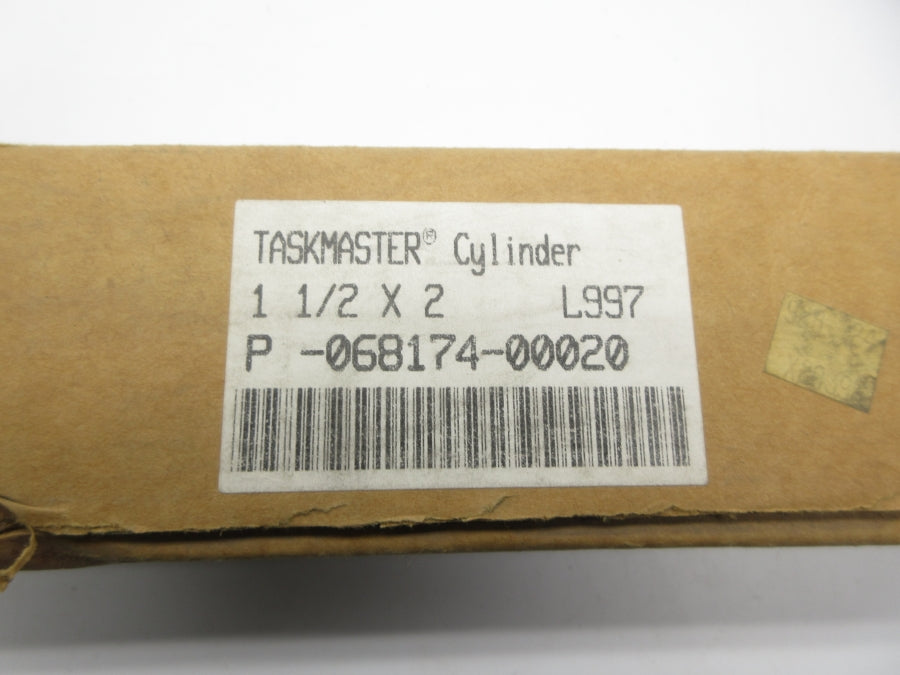 TASKMASTER® Cylinder
1 1/2 X 2 L997
P -068174-00020